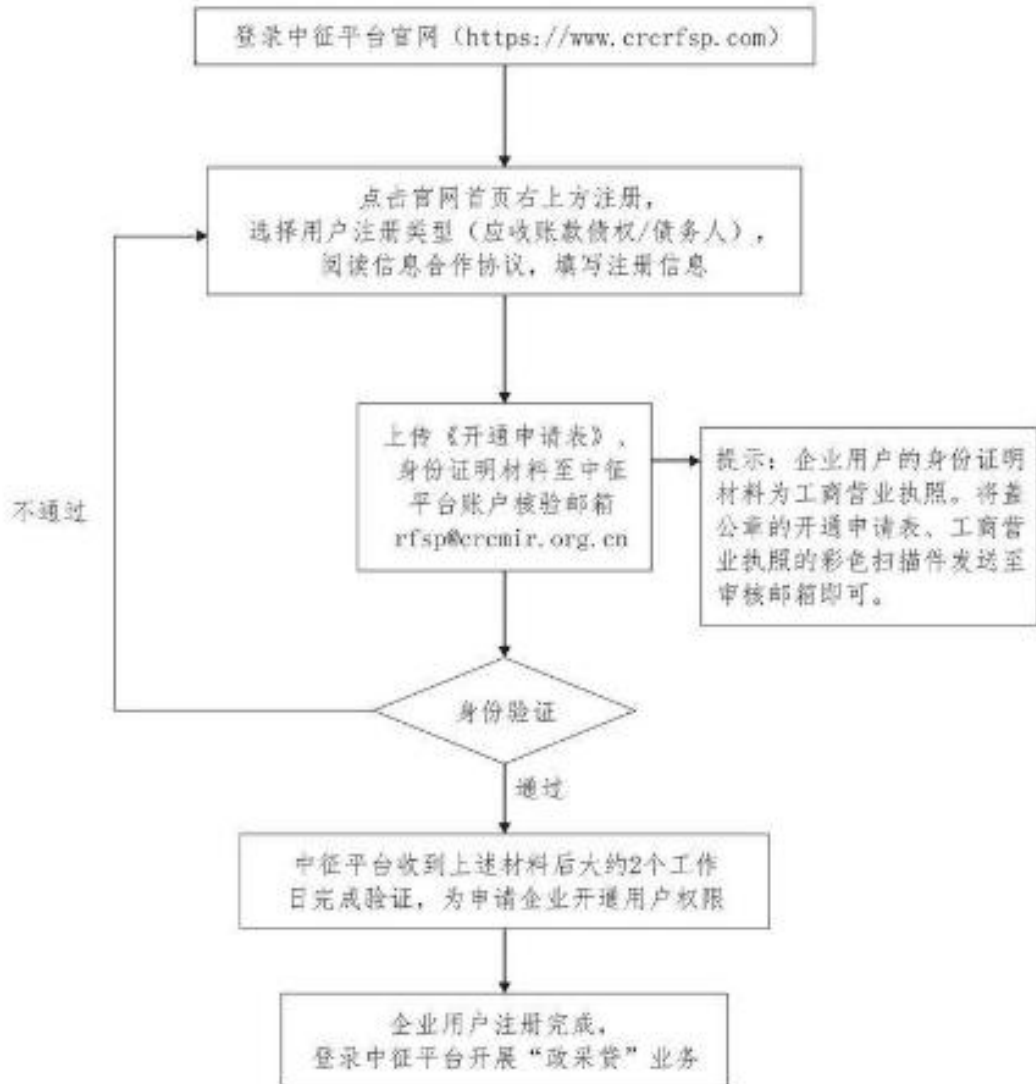 登录中征平台官网（https://www.crcrfsp.com）
点击官网首页右上方注册，
选择用户注册类型（应收账款债权/债务人），
阅读信息合作协议，填写注册信息
上传《开通申请表》、
身份证明材料至中征
平台账户核验邮箱
rfsp@crcmir.org.cn
提示：企业用户的身份证明
材料为工商营业执照。将盖
公章的开通申请表、工商营
业执照的彩色扫描件发送至
审核邮箱即可。
不通过
身份验证
通过
中征平台收到上述材料后大约2个工作
日完成验证，为申请企业开通用户权限
企业用户注册完成，
登录中征平台开展“政采贷”业务